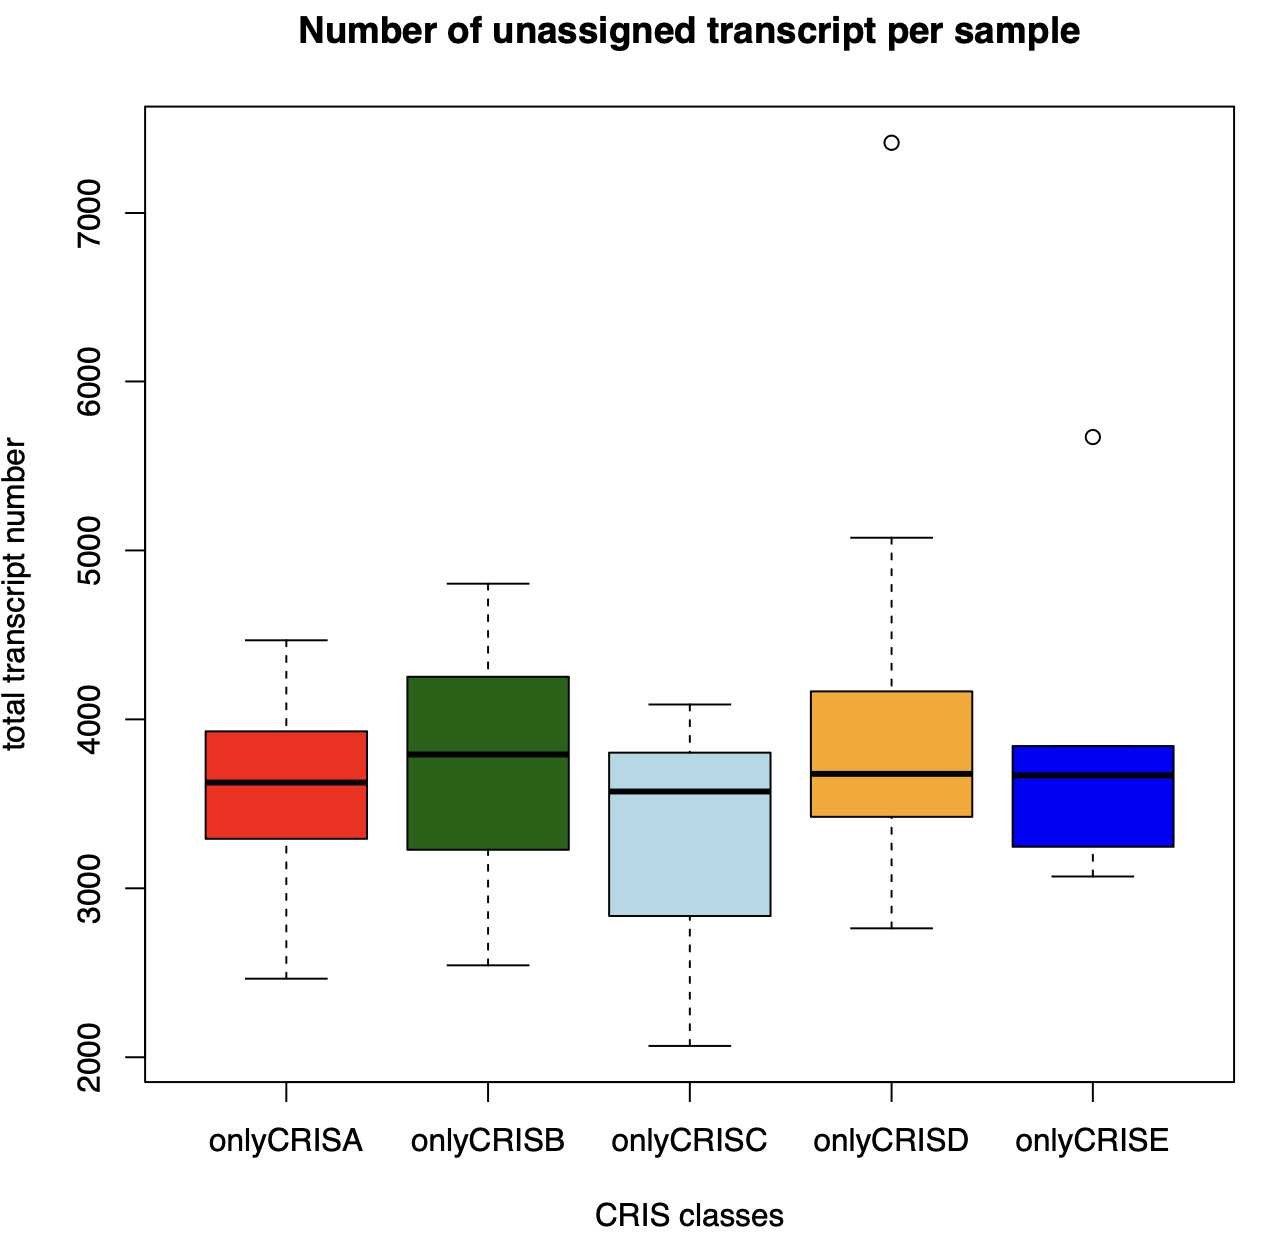 Number of unassigned transcript per sample
total transcript number
7000
6000
5000
4000
3000
2000
onlyCRISA onlyCRISB onlyCRISC onlyCRISD onlyCRISE
CRIS classes